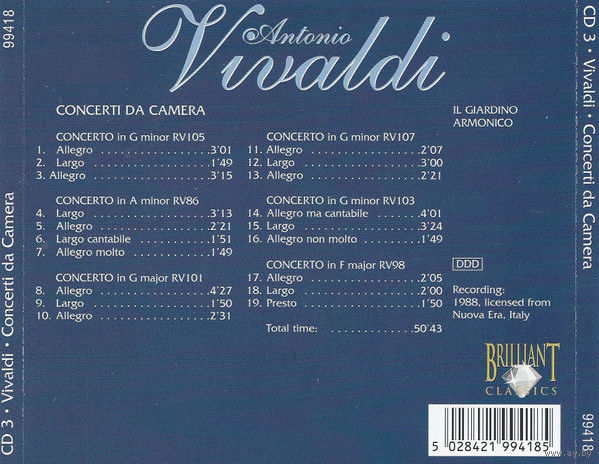 99418
CD 3 · Vivaldi · Concerti da Camera
Antonio
Vivaldi
CONCERTI DA CAMERA
CONCERTO in G minor RV105
1. Allegro ....................3'01
2. Largo ....................1'49
3. Allegro ....................3'15
CONCERTO in A minor RV86
4. Largo ....................3'13
5. Allegro ....................2'21
6. Largo cantabile ....................1'51
7. Allegro molto ....................1'49
CONCERTO in G major RV101
8. Allegro ....................4'27
9. Largo ....................1'50
10. Allegro ....................2'31
CONCERTO in G minor RV107
11. Allegro ....................2'07
12. Largo ....................3'00
13. Allegro ....................2'21
CONCERTO in G minor RV103
14. Allegro ma cantabile ........4'01
15. Largo ....................3'24
16. Allegro non molto ........1'49
CONCERTO in F major RV98
17. Allegro ....................2'05
18. Largo ....................2'00
19. Presto ....................1'50
Total time: ............50'43
IL GIARDINO
ARMONICO
DDD
Recording:
1988, licensed from
Nuova Era, Italy
BRILLIANT
CLASSICS
5 028421 994185
www.ay.by
CD 3 · Vivaldi · Concerti da Camera
99418